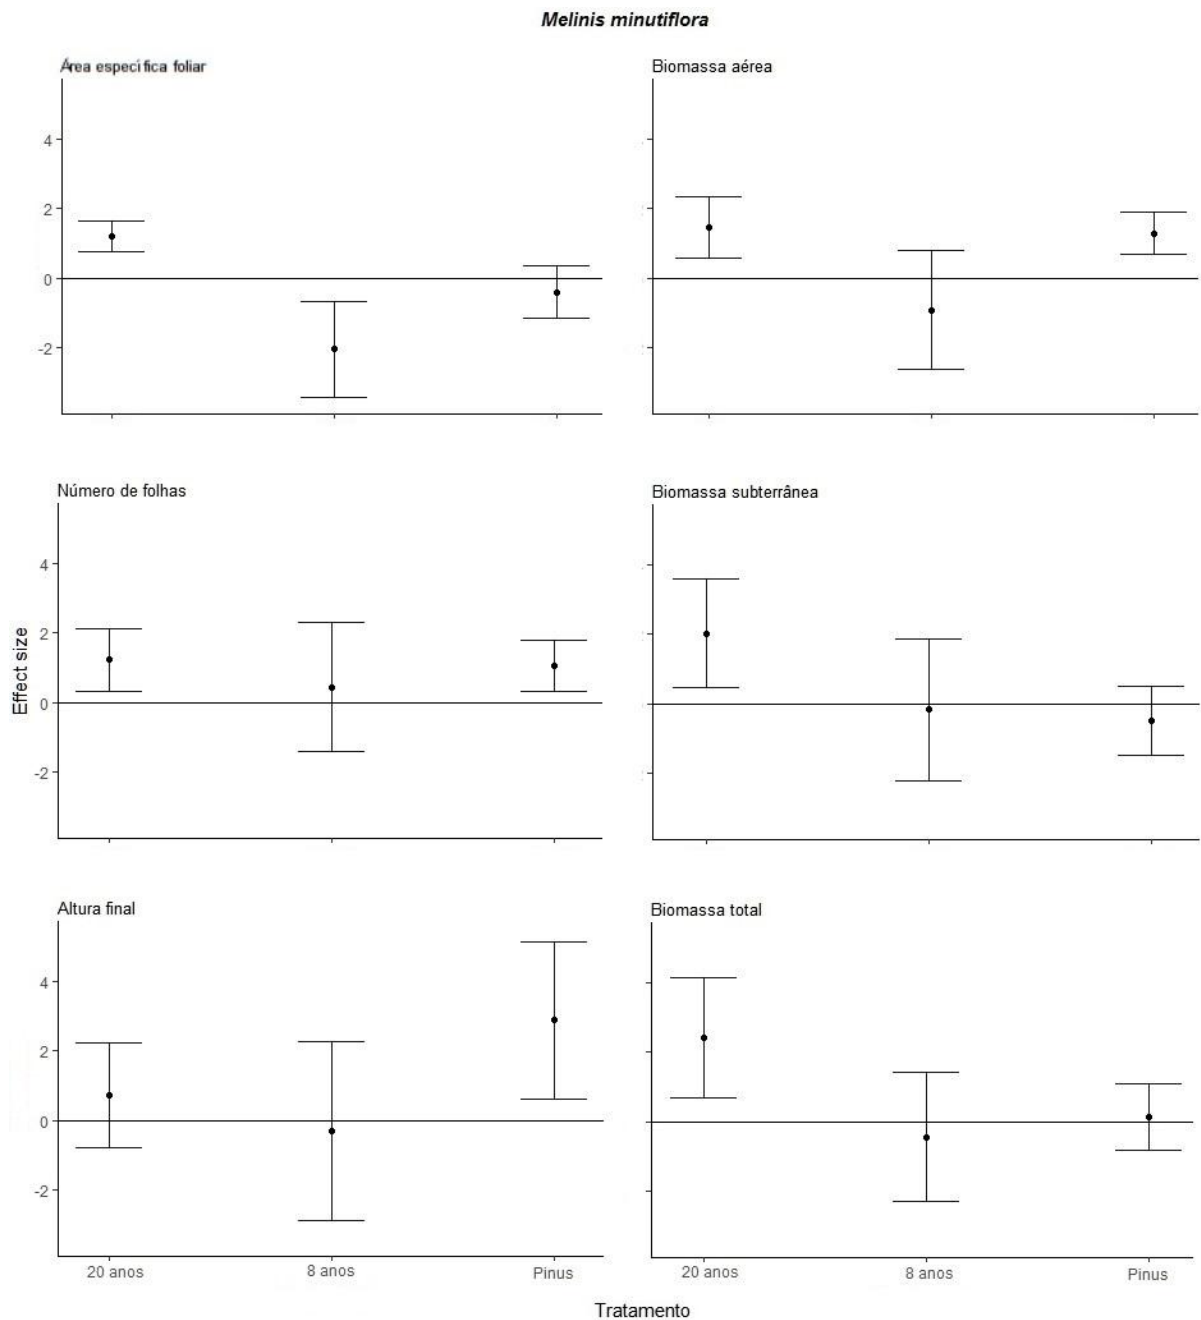 Melinis minutiflora
Área específica foliar
Biomassa aérea
4
2
0
-2
Número de folhas
Biomassa subterrânea
4
2
0
-2
Effect size
Altura final
Biomassa total
4
2
0
-2
20 anos 8 anos Pinus
20 anos 8 anos Pinus
Tratamento